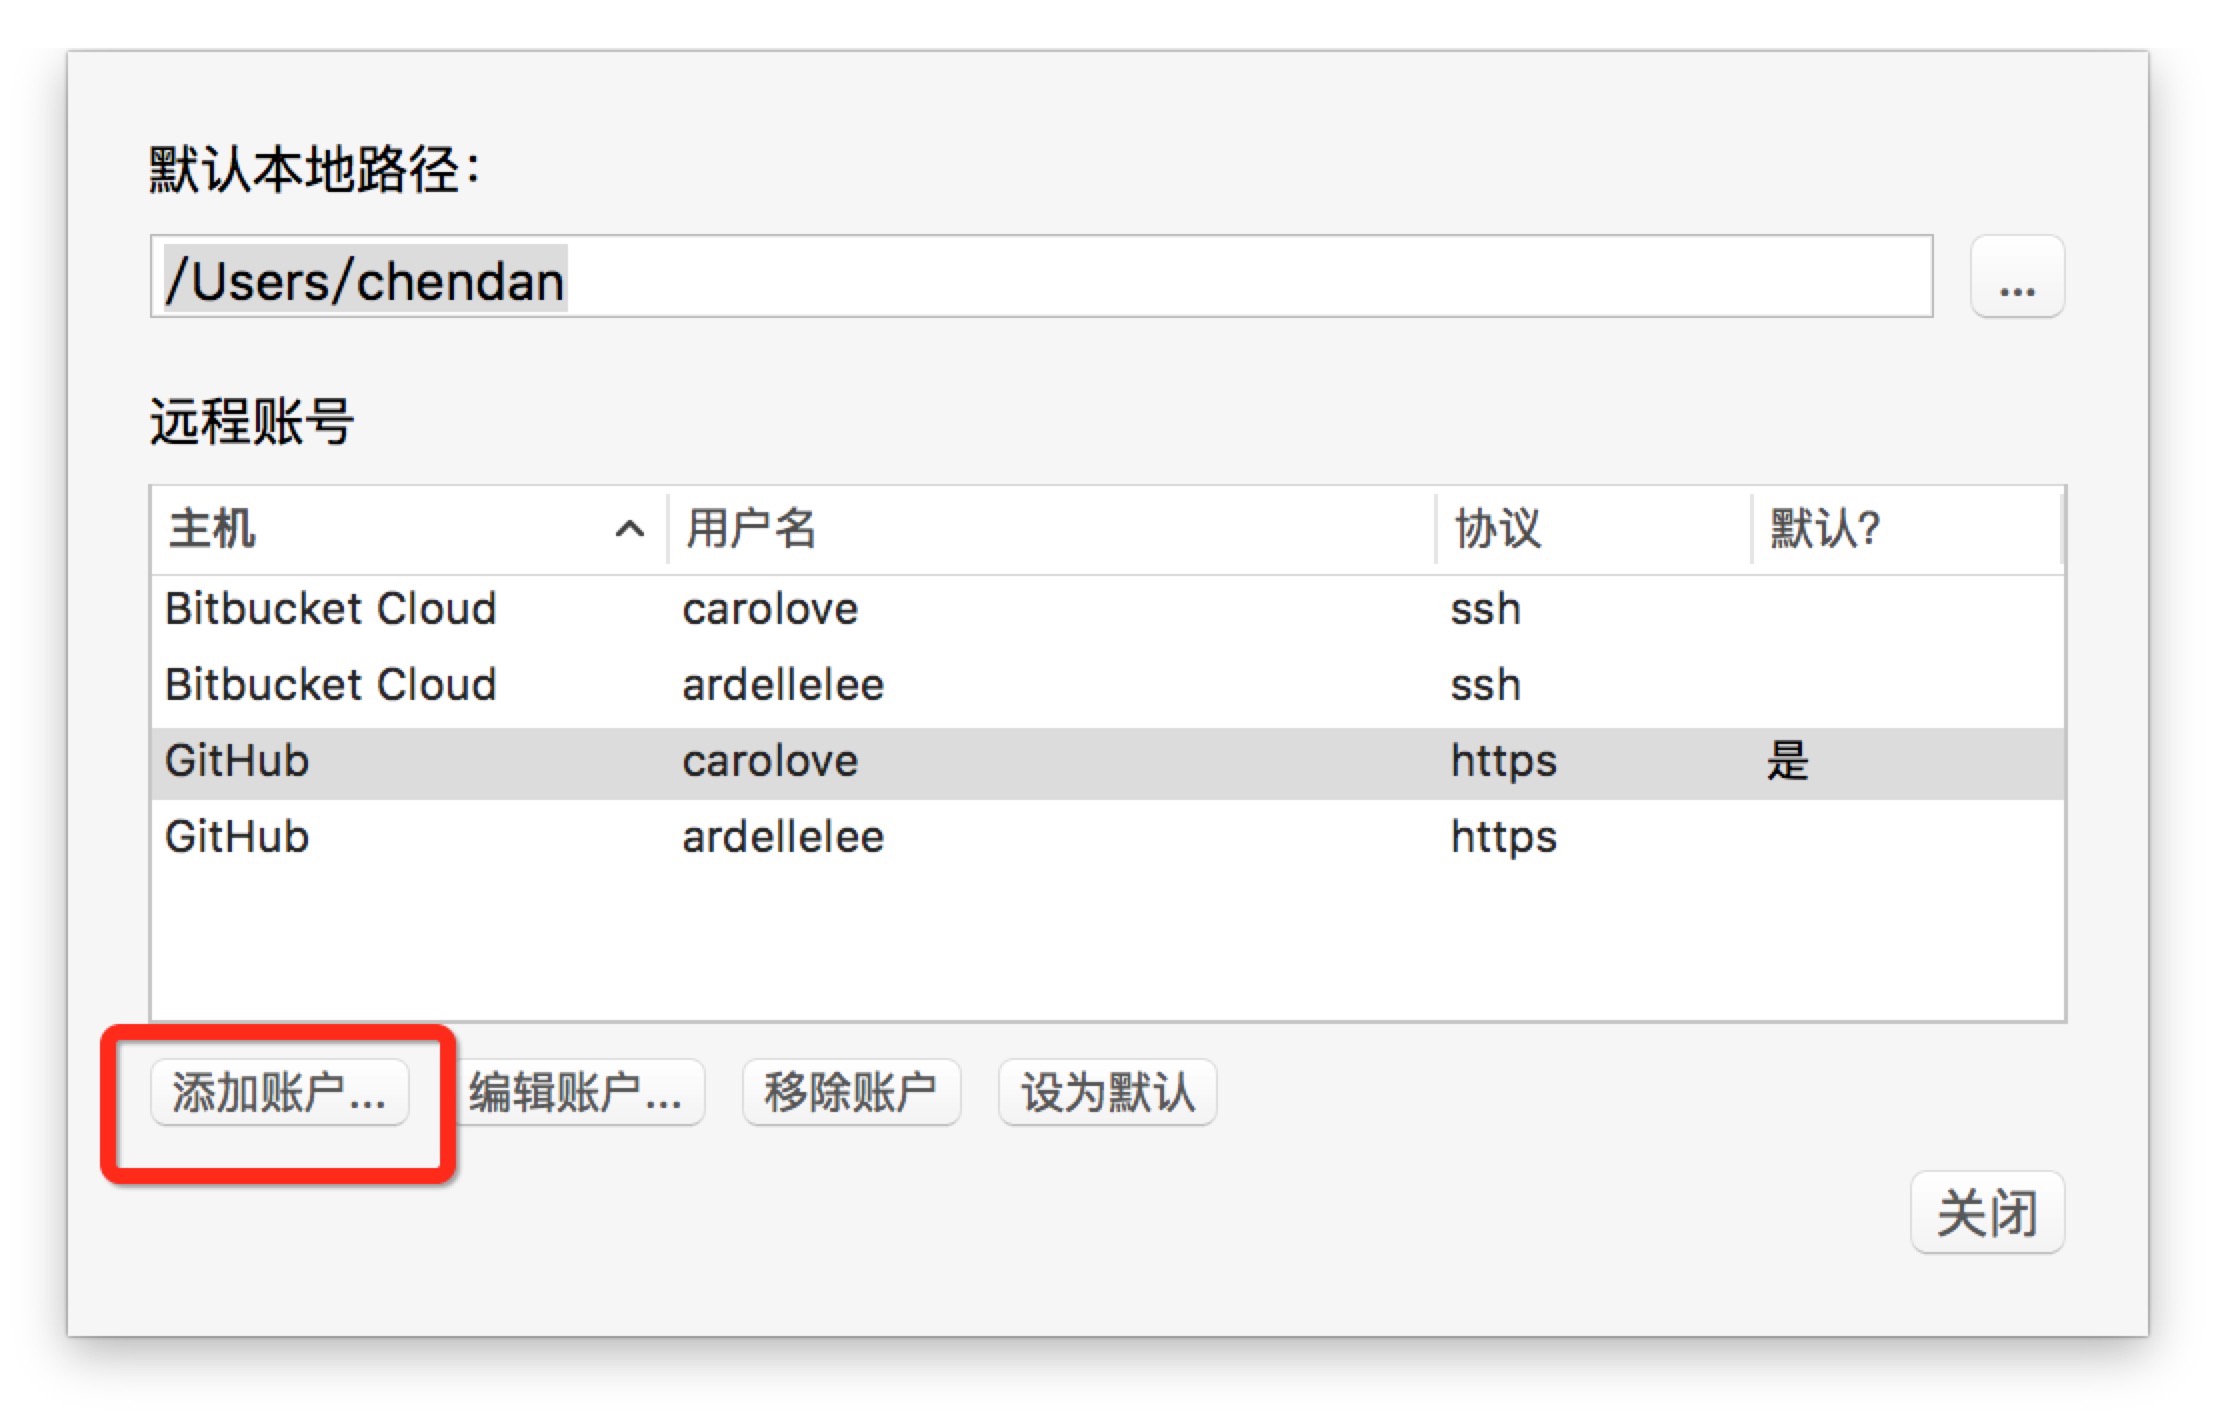 默认本地路径:
/Users/chendan ...
远程账号
主机 用户名 协议 默认?
Bitbucket Cloud carolove ssh
Bitbucket Cloud ardellelee ssh
GitHub carolove https 是
GitHub ardellelee https
添加账户... 编辑账户... 移除账户 设为默认
关闭